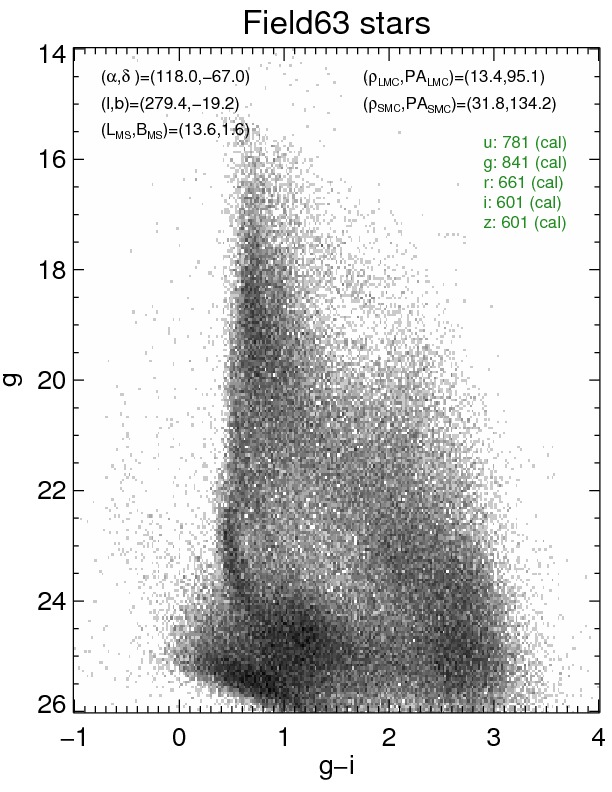 Field63 stars
(α,δ)=(118.0,−67.0)
(ρLMC,PALMC)=(13.4,95.1)
(l,b)=(279.4,−19.2)
(ρSMC,PASMC)=(31.8,134.2)
(LMS,BMS)=(13.6,1.6)
u: 781 (cal)
g: 841 (cal)
r: 661 (cal)
i: 601 (cal)
z: 601 (cal)
14
16
18
20
22
24
26
g
−1 0 1 2 3 4
g−i